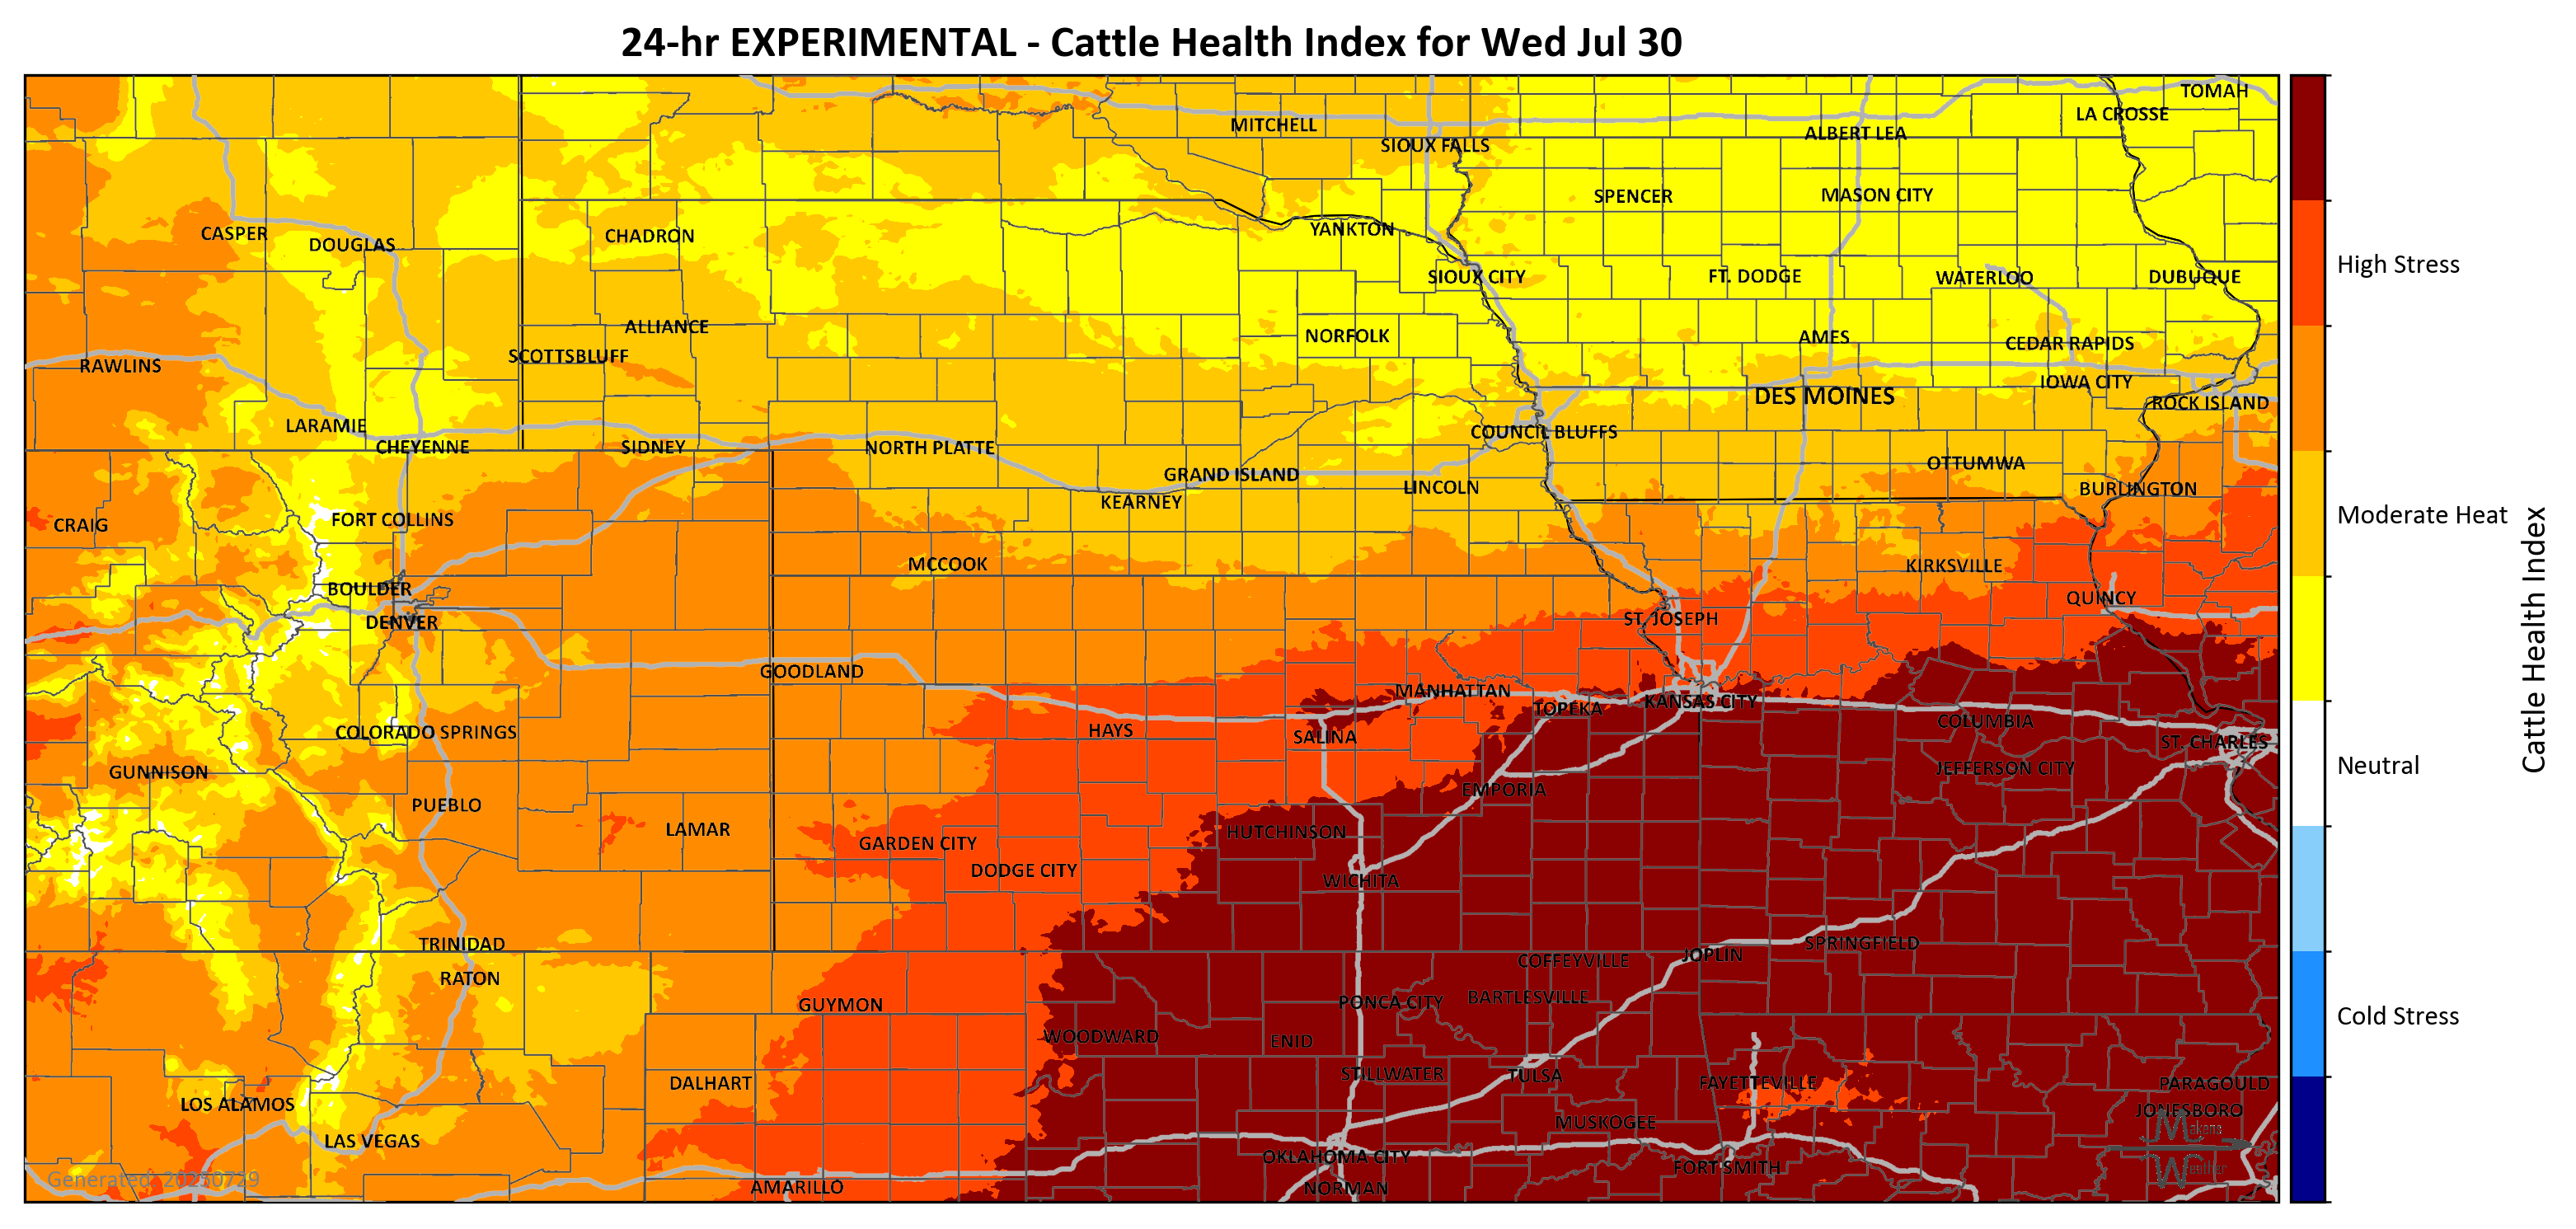 24-hr EXPERIMENTAL - Cattle Health Index for Wed Jul 30
TOMAH
LA CROSSE
MITCHELL
ALBERT LEA
SIOUX FALLS
SPENCER
MASON CITY
CASPER
DOUGLAS
CHADRON
YANKTON
SIOUX CITY
FT. DODGE
WATERLOO
DUBUQUE
High Stress
ALLIANCE
NORFOLK
AMES
CEDAR RAPIDS
SCOTTSBLUFF
RAWLINS
IOWA CITY
DES MOINES
ROCK ISLAND
LARAMIE
COUNCIL BLUFFS
CHEYENNE
SIDNEY
NORTH PLATTE
OTTUMWA
GRAND ISLAND
LINCOLN
BURLINGTON
KEARNEY
CRAIG
FORT COLLINS
Moderate Heat
MCCOOK
KIRKSVILLE
BOULDER
QUINCY
DENVER
ST. JOSEPH
Cattle Health Index
GOODLAND
MANHATTAN
KANSAS CITY
TOPEKA
COLUMBIA
COLORADO SPRINGS
HAYS
SALINA
ST. CHARLES
GUNNISON
JEFFERSON CITY
Neutral
EMPORIA
PUEBLO
LAMAR
HUTCHINSON
GARDEN CITY
DODGE CITY
WICHITA
TRINIDAD
SPRINGFIELD
JOPLIN
COFFEYVILLE
RATON
GUYMON
PONCA CITY
BARTLESVILLE
Cold Stress
WOODWARD
ENID
STILLWATER
TULSA
DALHART
FAYETTEVILLE
PARAGOULD
LOS ALAMOS
JONESBORO
MUSKOGEE
Makens
LAS VEGAS
OKLAHOMA CITY
FORT SMITH
Weather
Generated: 20250729
AMARILLO
NORMAN